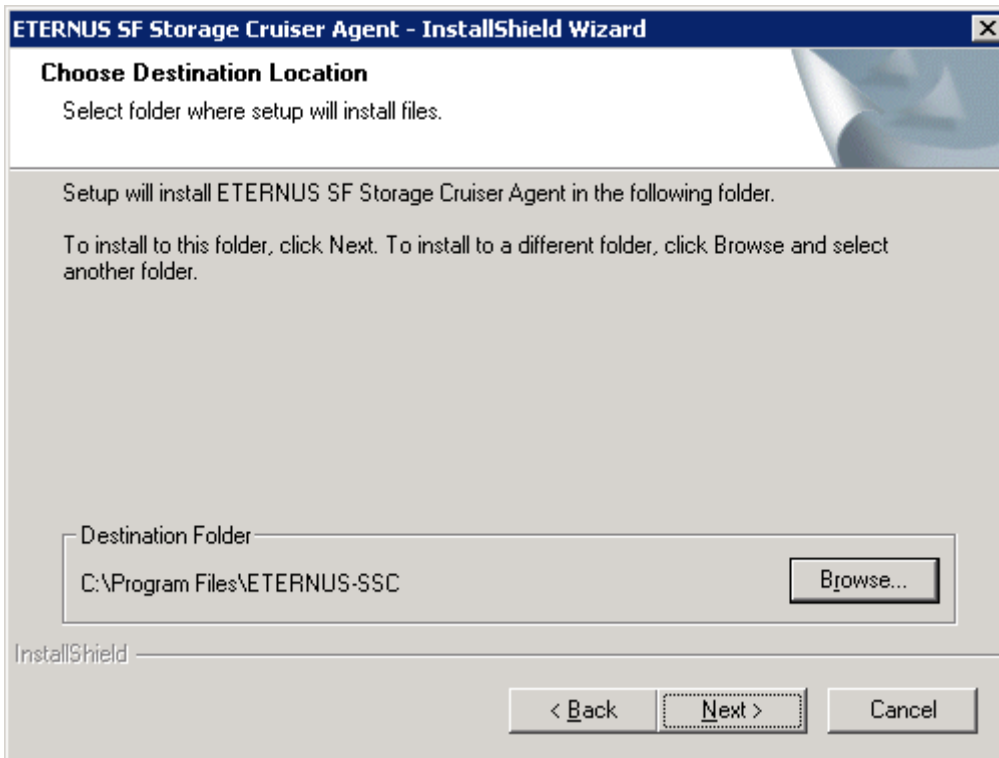 ETERNUS SF Storage Cruiser Agent - InstallShield Wizard
Choose Destination Location
Select folder where setup will install files.
Setup will install ETERNUS SF Storage Cruiser Agent in the following folder.
To install to this folder, click Next. To install to a different folder, click Browse and select
another folder.
Destination Folder
C:\Program Files\ETERNUS-SSC
Browse...
InstallShield
< Back
Next >
Cancel